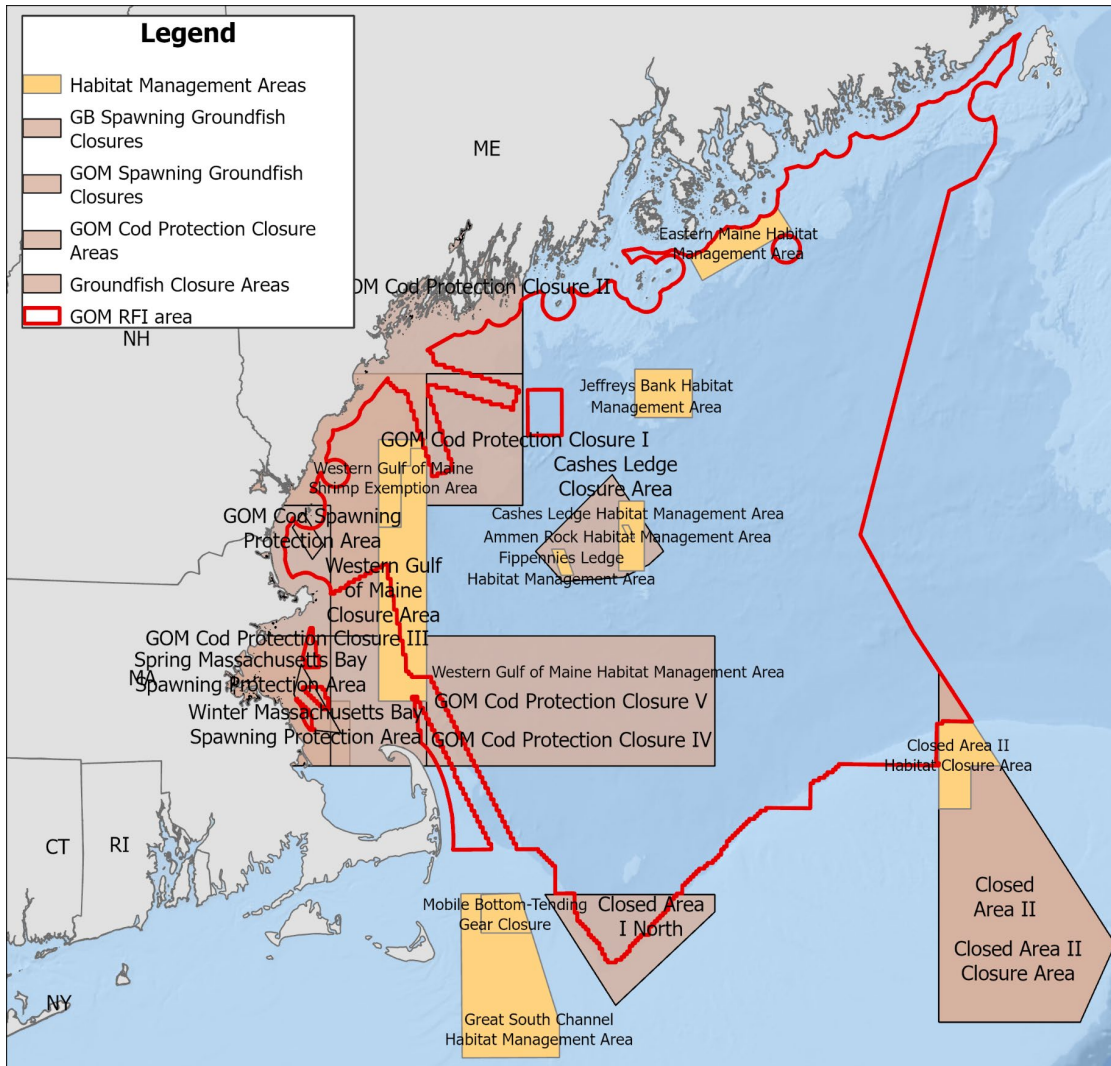 Legend
Habitat Management Areas
GB Spawning Groundfish
Closures
GOM Spawning Groundfish
Closures
GOM Cod Protection Closure
Areas
Groundfish Closure Areas
GOM RFI area
ME
NH
MA
CT
RI
NY
Eastern Maine Habitat
Management Area
OM Cod Protection Closure II
Jeffreys Bank Habitat
Management Area
GOM Cod Protection Closure I
Cashes Ledge
Closure Area
Western Gulf of Maine
Shrimp Exemption Area
Cashes Ledge Habitat Management Area
GOM Cod Spawning
Protection Area
Ammen Rock Habitat Management Area
Fippennies Ledge
Habitat Management Area
Western Gulf
of Maine
Closure Area
GOM Cod Protection Closure III
Spring Massachusetts Bay
Spawning Protection Area
Western Gulf of Maine Habitat Management Area
GOM Cod Protection Closure V
Winter Massachusetts Bay
Spawning Protection Area
GOM Cod Protection Closure IV
Closed Area II
Habitat Closure Area
Mobile Bottom-Tending
Gear Closure
Closed Area
I North
Closed
Area II
Closed Area II
Closure Area
Great South Channel
Habitat Management Area